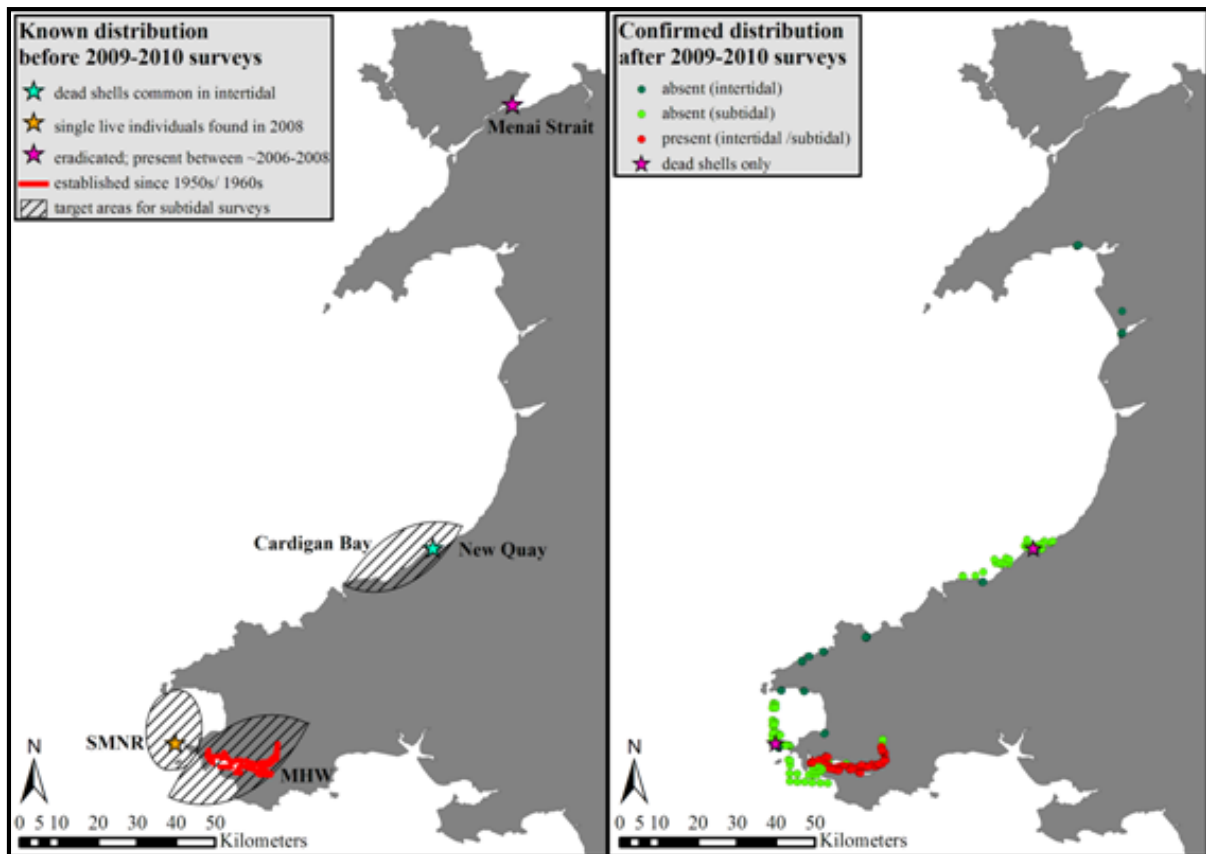 Known distribution
before 2009-2010 surveys
dead shells common in intertidal
single live individuals found in 2008
eradicated; present between ~2006-2008
established since 1950s/ 1960s
target areas for subtidal surveys
Menai Strait
Cardigan Bay
New Quay
SMNR
MHW
N
0 5 10 20 30 40 50
Kilometers
Confirmed distribution
after 2009-2010 surveys
absent (intertidal)
absent (subtidal)
present (intertidal /subtidal)
dead shells only
N
0 5 10 20 30 40 50
Kilometers